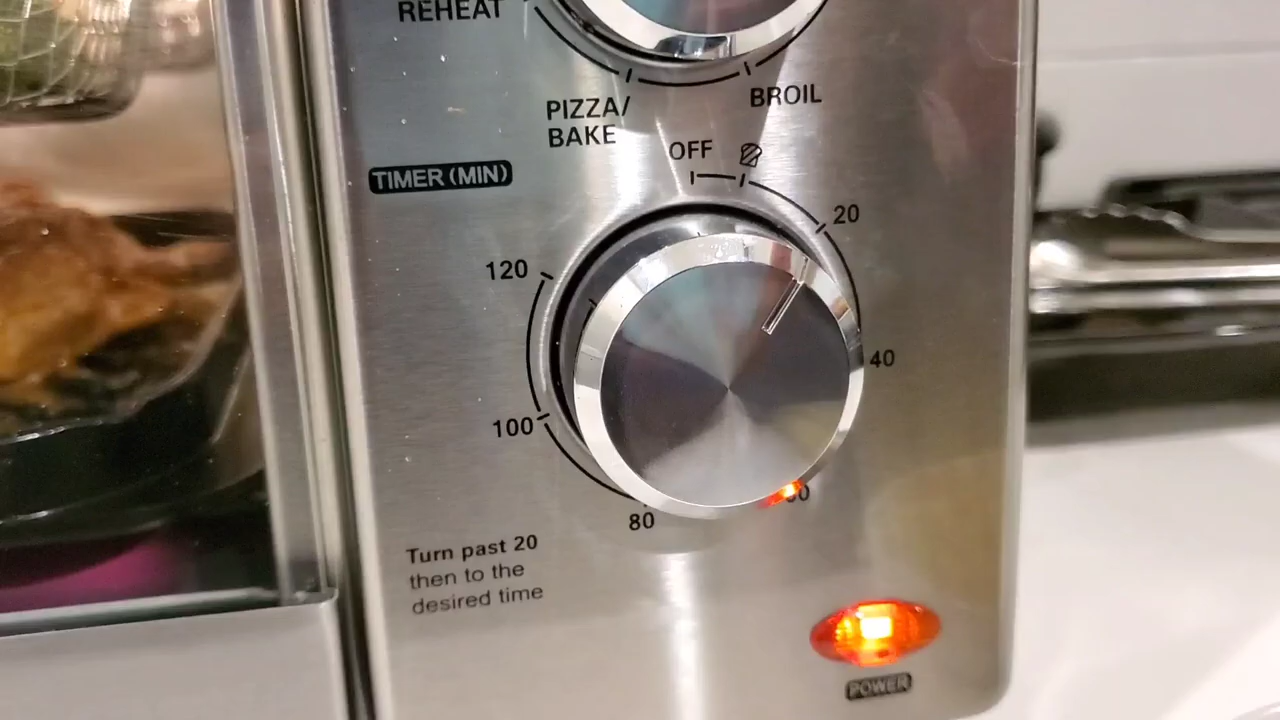 REHEAT
PIZZA/
BAKE
BROIL
OFF
TIMER (MIN)
20
120
40
100
80
Turn past 20
then to the
desired time
POWER